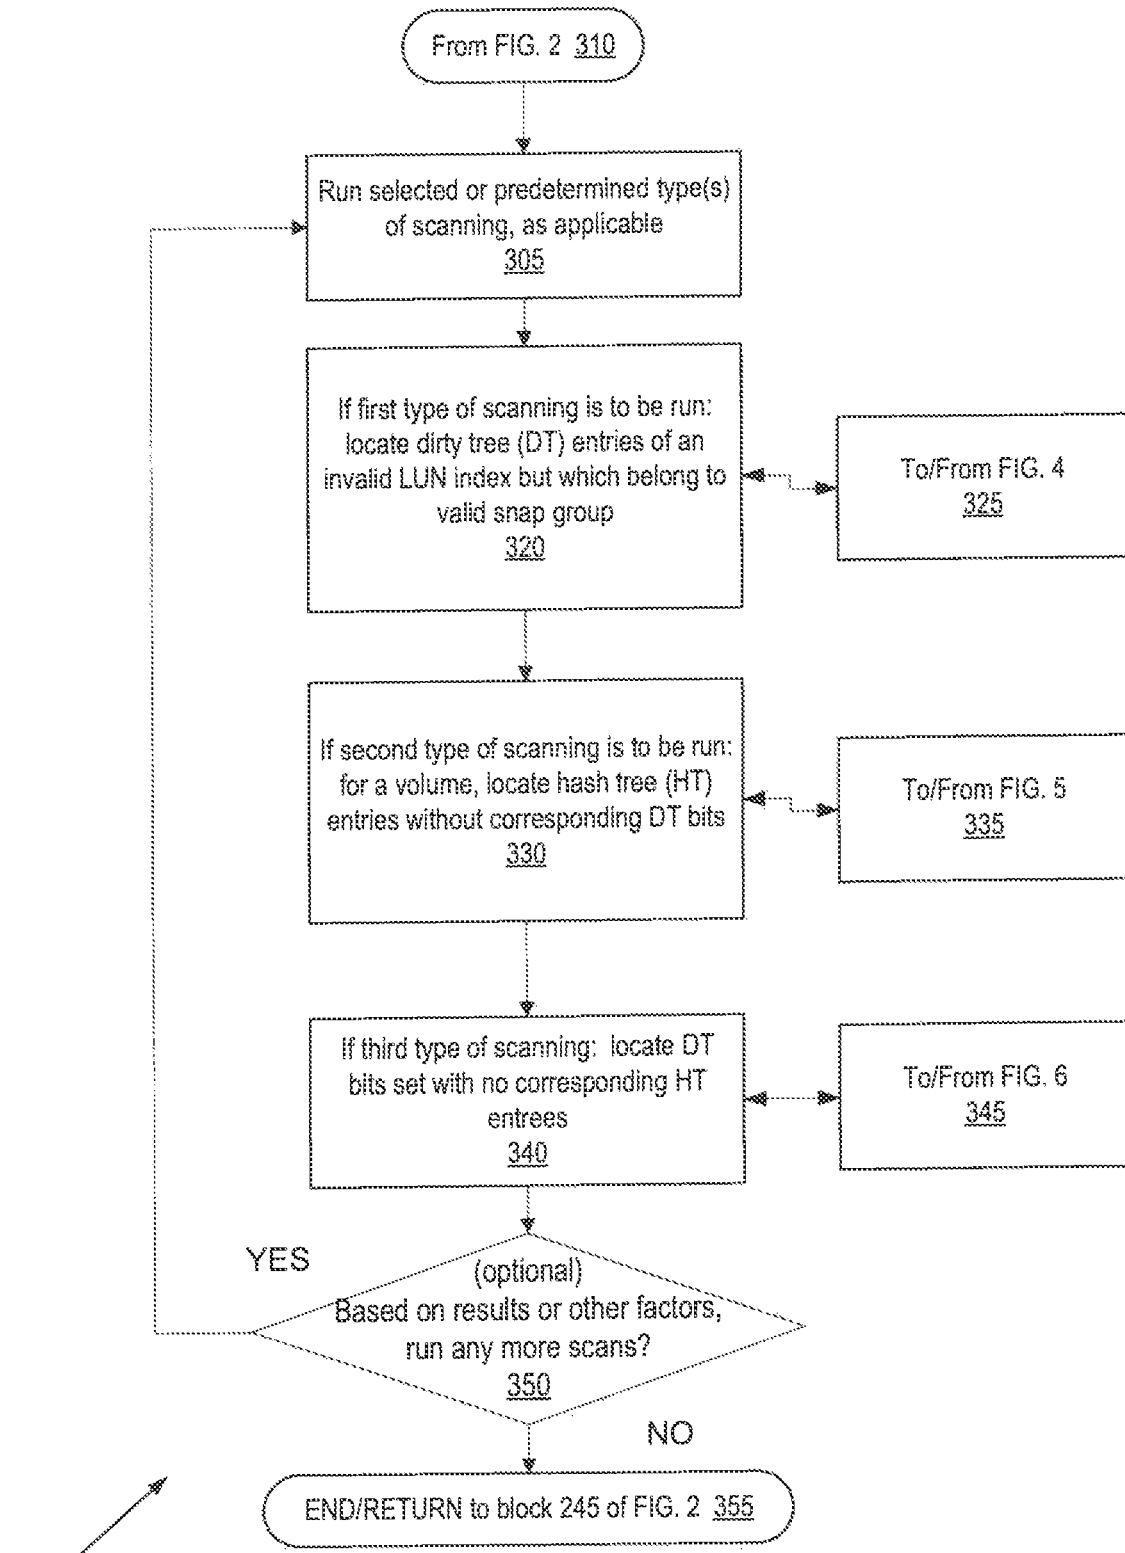 From FIG. 2 310
Run selected or predetermined type(s)
of scanning, as applicable
305
If first type of scanning is to be run:
locate dirty tree (DT) entries of an
invalid LUN index but which belong to
valid snap group
320
To/From FIG. 4
325
If second type of scanning is to be run:
for a volume, locate hash tree (HT)
entries without corresponding DT bits
330
To/From FIG. 5
335
If third type of scanning: locate DT
bits set with no corresponding HT
entrees
340
To/From FIG. 6
345
YES
(optional)
Based on results or other factors,
run any more scans?
350
NO
END/RETURN to block 245 of FIG. 2 355